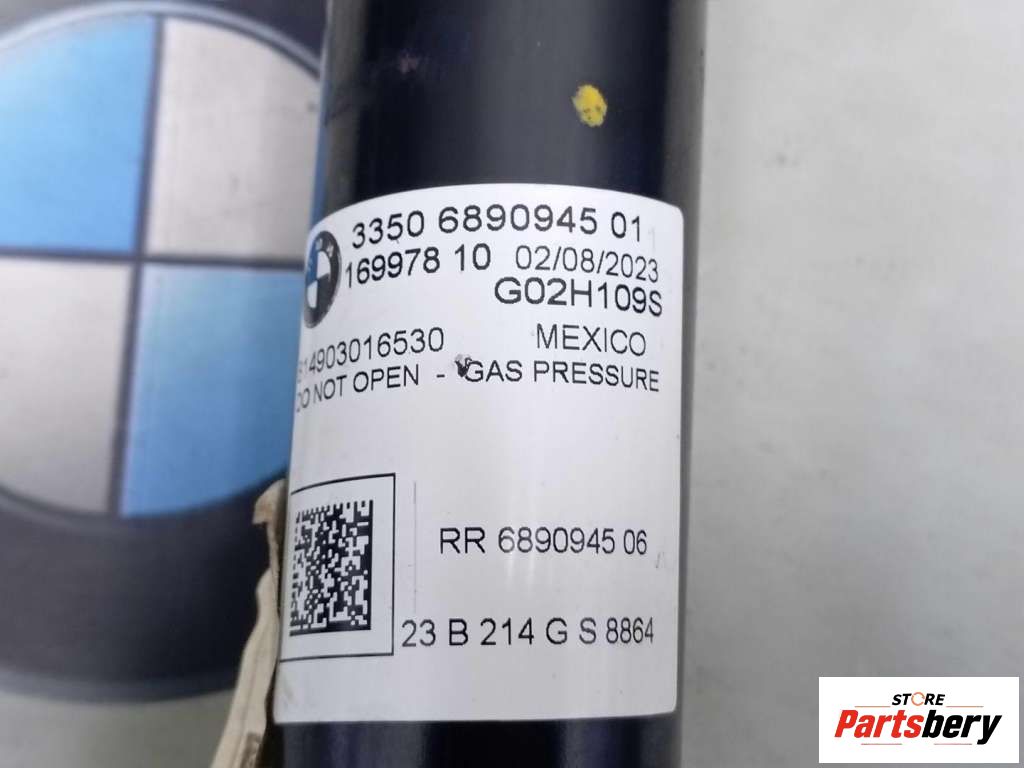 3350 6890945 01
169978 10 02/08/2023
G02H109S
614903016530 MEXICO
DO NOT OPEN - GAS PRESSURE
RR 6890945 06
23 B 214 G S 8864
STORE
Partsbery